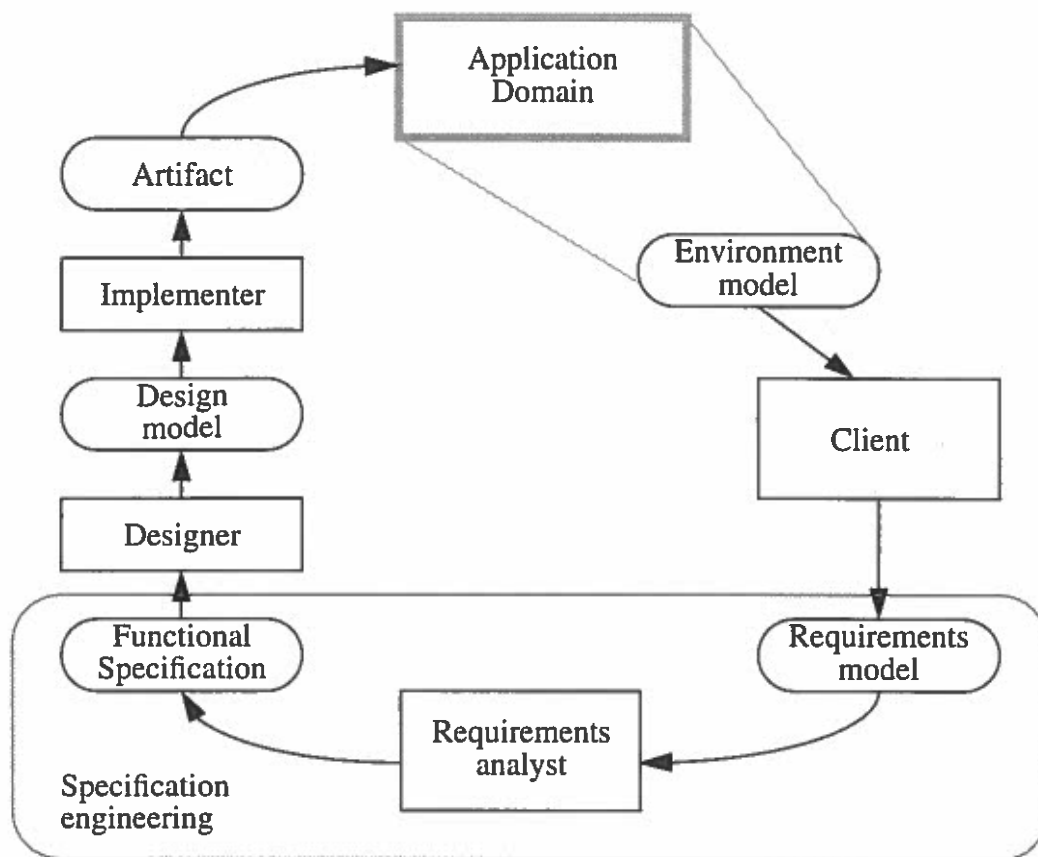 Application
Domain
Artifact
Environment
model
Implementer
Design
model
Client
Designer
Functional
Specification
Requirements
model
Requirements
analyst
Specification
engineering